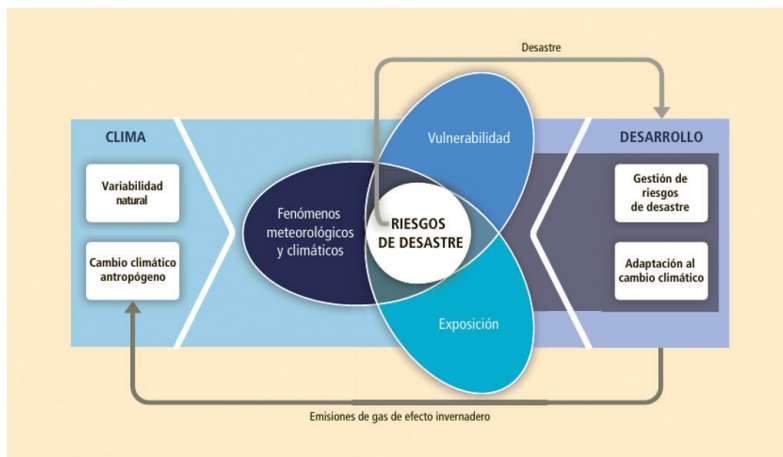 Desastre
CLIMA
Variabilidad
natural
Cambio climático
antropógeno
Fenómenos
meteorológicos
y climáticos
Vulnerabilidad
RIESGOS
DE DESASTRE
Exposición
DESARROLLO
Gestión de
riesgos
de desastre
Adaptación al
cambio climático
Emisiones de gas de efecto invernadero